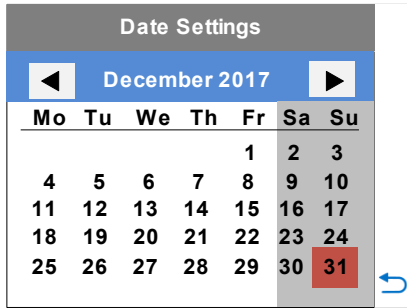 Date Settings
December 2017
Mo Tu We Th Fr Sa Su
1 2 3
4 5 6 7 8 9 10
11 12 13 14 15 16 17
18 19 20 21 22 23 24
25 26 27 28 29 30 31